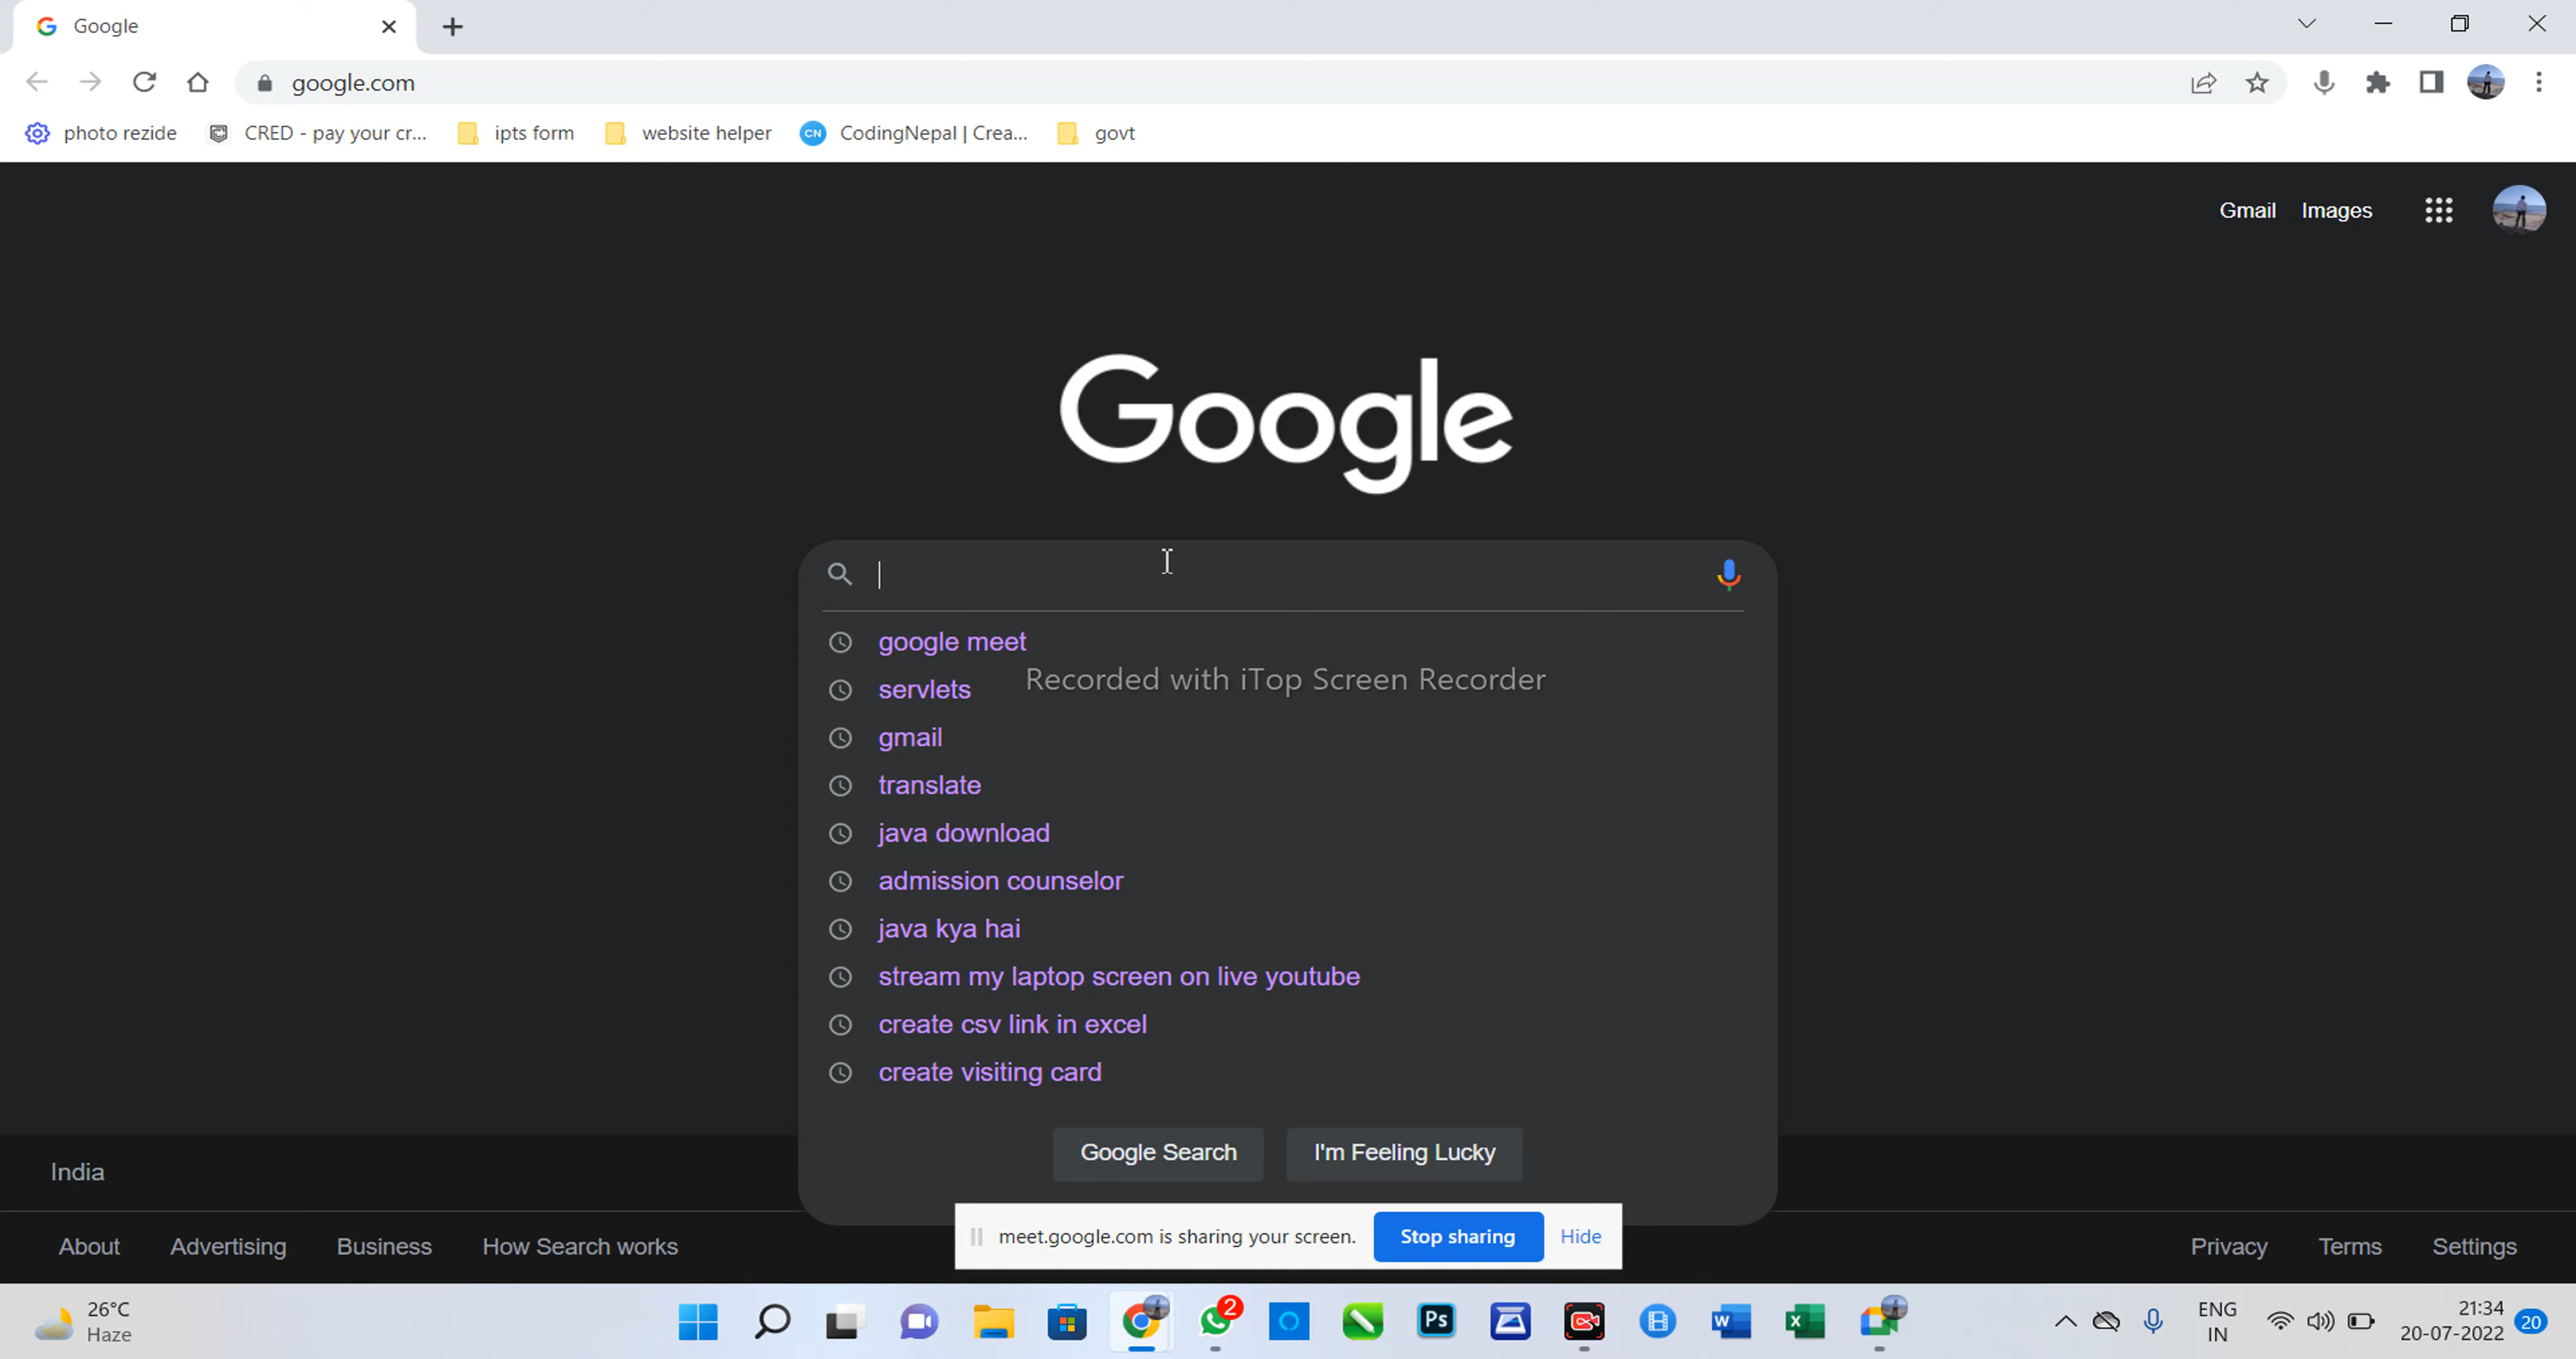 Google
google.com
photo rezide CRED - pay your cr... ipts form website helper CN CodingNepal | Crea... govt
Gmail Images
Google
google meet
Recorded with iTop Screen Recorder
servlets
gmail
translate
java download
admission counselor
java kya hai
stream my laptop screen on live youtube
create csv link in excel
create visiting card
Google Search I'm Feeling Lucky
India
meet.google.com is sharing your screen. Stop sharing Hide
About Advertising Business How Search works Privacy Terms Settings
26°C
Haze
2
Ps
W
X
ENG
IN
21:34
20-07-2022
20